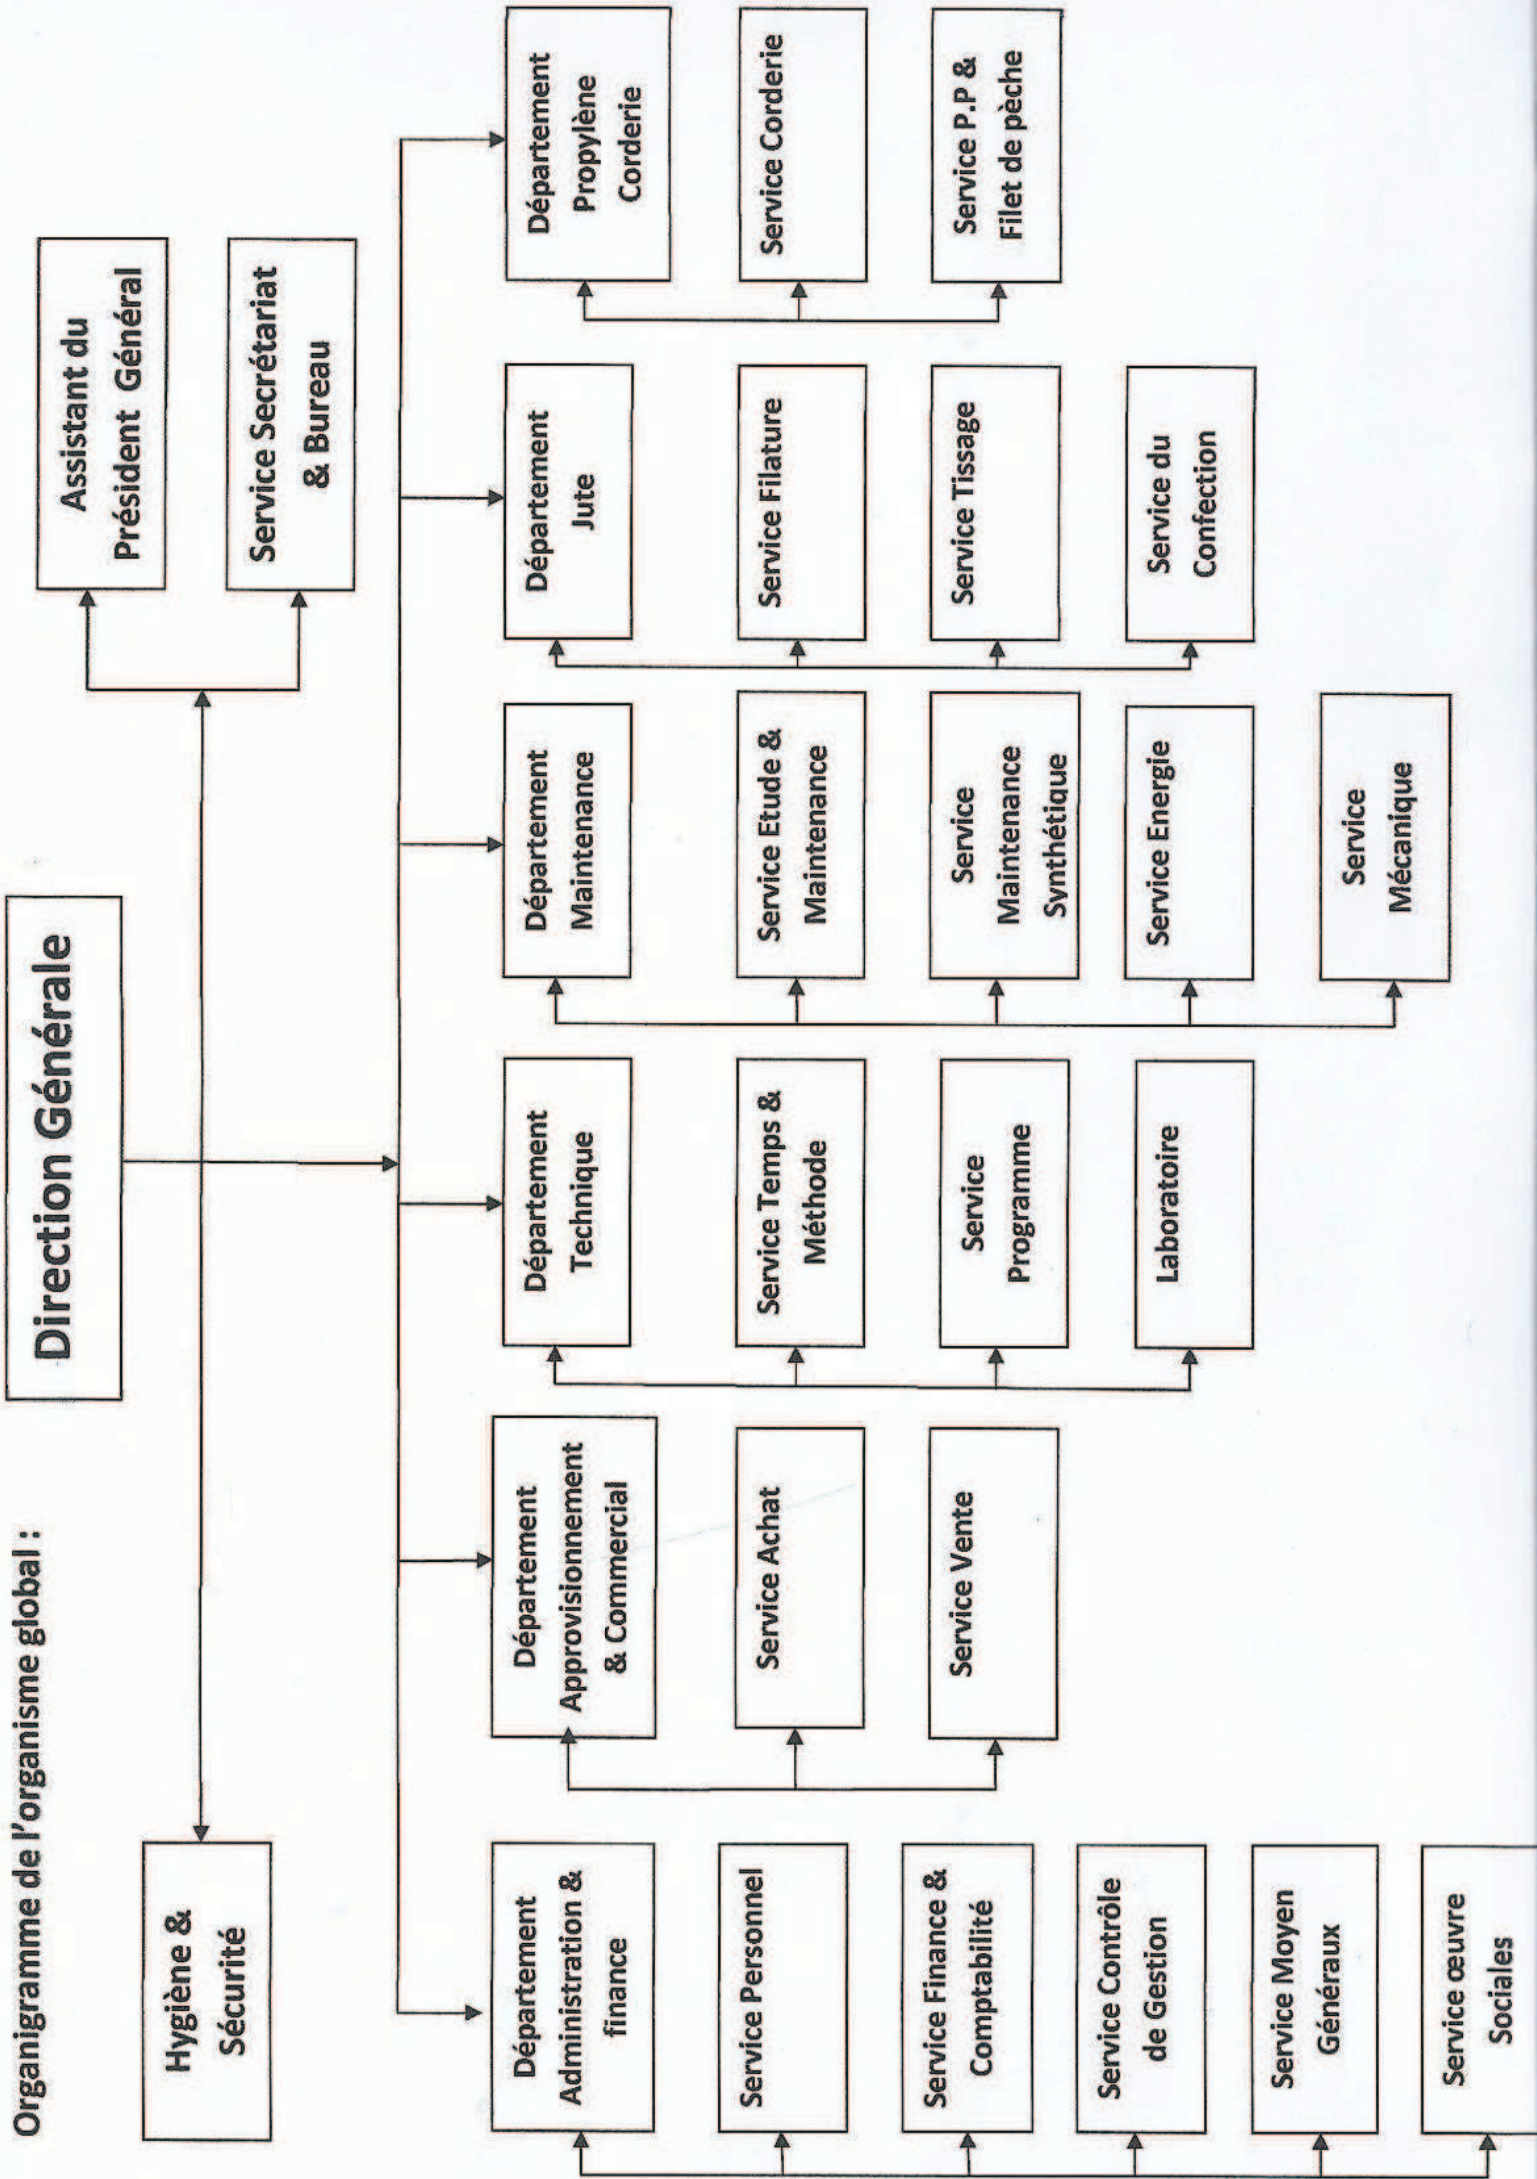 Organigramme de l'organisme global :
Direction Générale
Hygiène &
Sécurité
Assistant du
Président Général
Service Secrétariat
& Bureau
Département
Administration &
finance
Service Personnel
Service Finance &
Comptabilité
Service Contrôle
de Gestion
Service Moyen
Généraux
Service œuvre
Sociales
Département
Approvisionnement
& Commercial
Service Achat
Service Vente
Département
Technique
Service Temps &
Méthode
Service
Programme
Laboratoire
Département
Maintenance
Service Etude &
Maintenance
Service
Maintenance
Synthétique
Service Energie
Service
Mécanique
Département
Jute
Service Filature
Service Tissage
Service du
Confection
Département
Propylène
Corderie
Service Corderie
Service P.P &
Filet de pèche